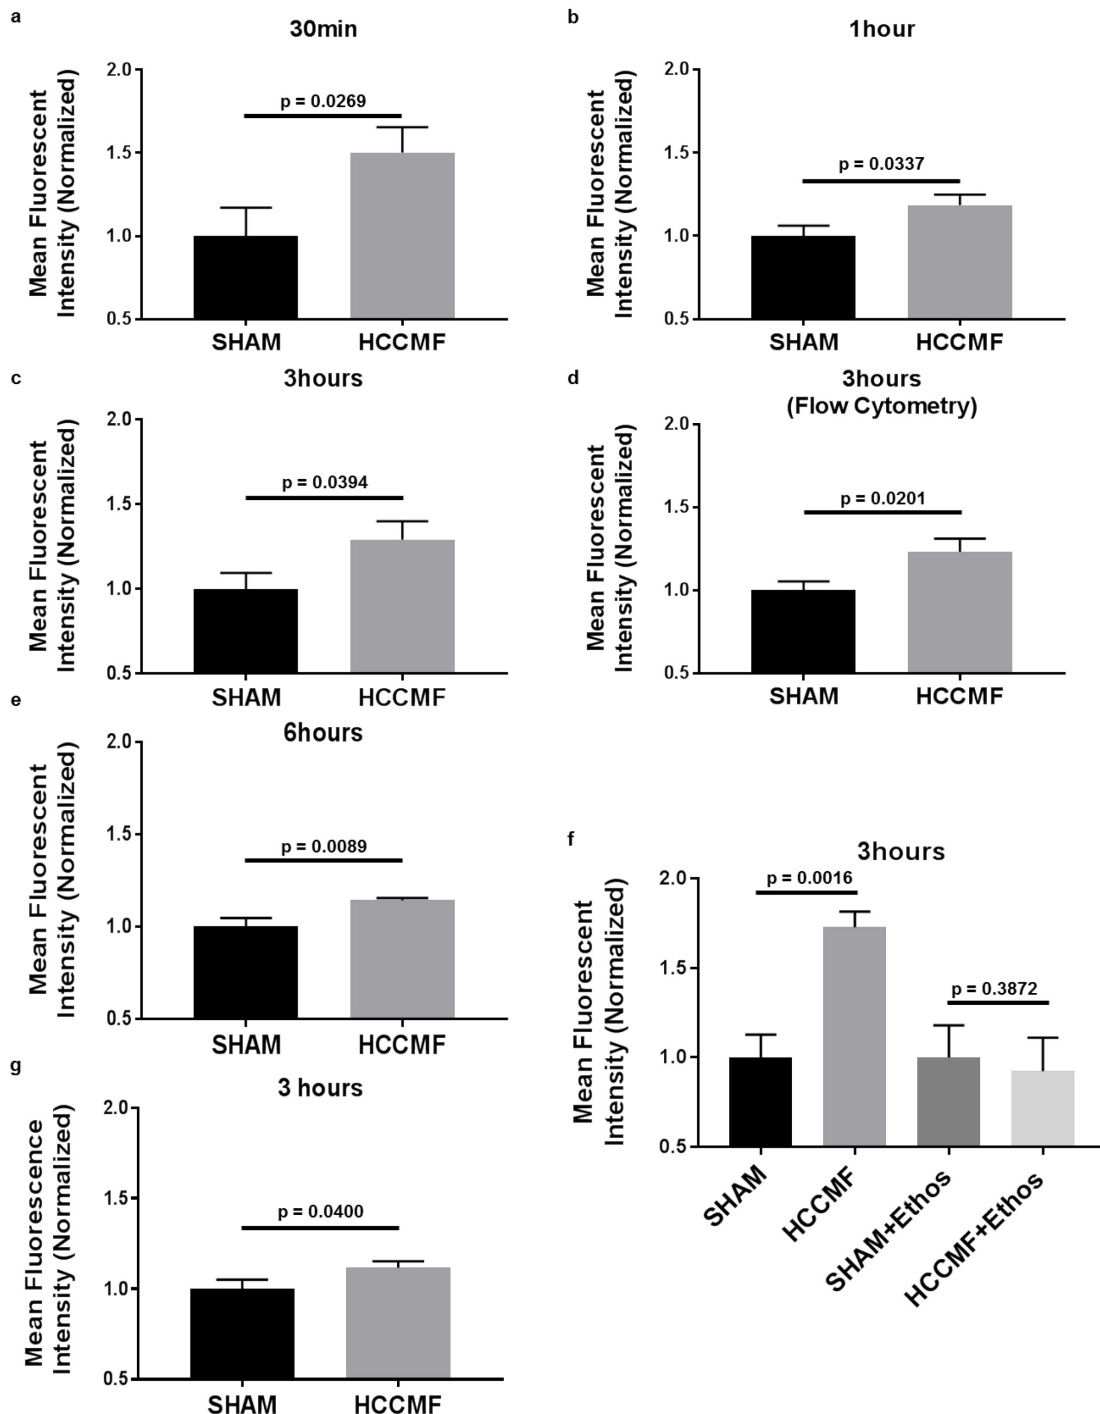 a
30min
Mean Fluorescent
Intensity (Normalized)
2.0
1.5
1.0
0.5
p = 0.0269
SHAM
HCCMF
b
1hour
Mean Fluorescent
Intensity (Normalized)
2.0
1.5
1.0
0.5
p = 0.0337
SHAM
HCCMF
c
3hours
Mean Fluorescent
Intensity (Normalized)
2.0
1.5
1.0
0.5
p = 0.0394
SHAM
HCCMF
d
3hours
(Flow Cytometry)
Mean Fluorescent
Intensity (Normalized)
2.0
1.5
1.0
0.5
p = 0.0201
SHAM
HCCMF
e
6hours
Mean Fluorescent
Intensity (Normalized)
2.0
1.5
1.0
0.5
p = 0.0089
SHAM
HCCMF
f
3hours
Mean Fluorescent
Intensity (Normalized)
2.0
1.5
1.0
0.5
p = 0.0016
p = 0.3872
SHAM
HCCMF
SHAM+Ethos
HCCMF+Ethos
g
3 hours
Mean Fluorescence
Intensity (Normalized)
2.0
1.5
1.0
0.5
p = 0.0400
SHAM
HCCMF